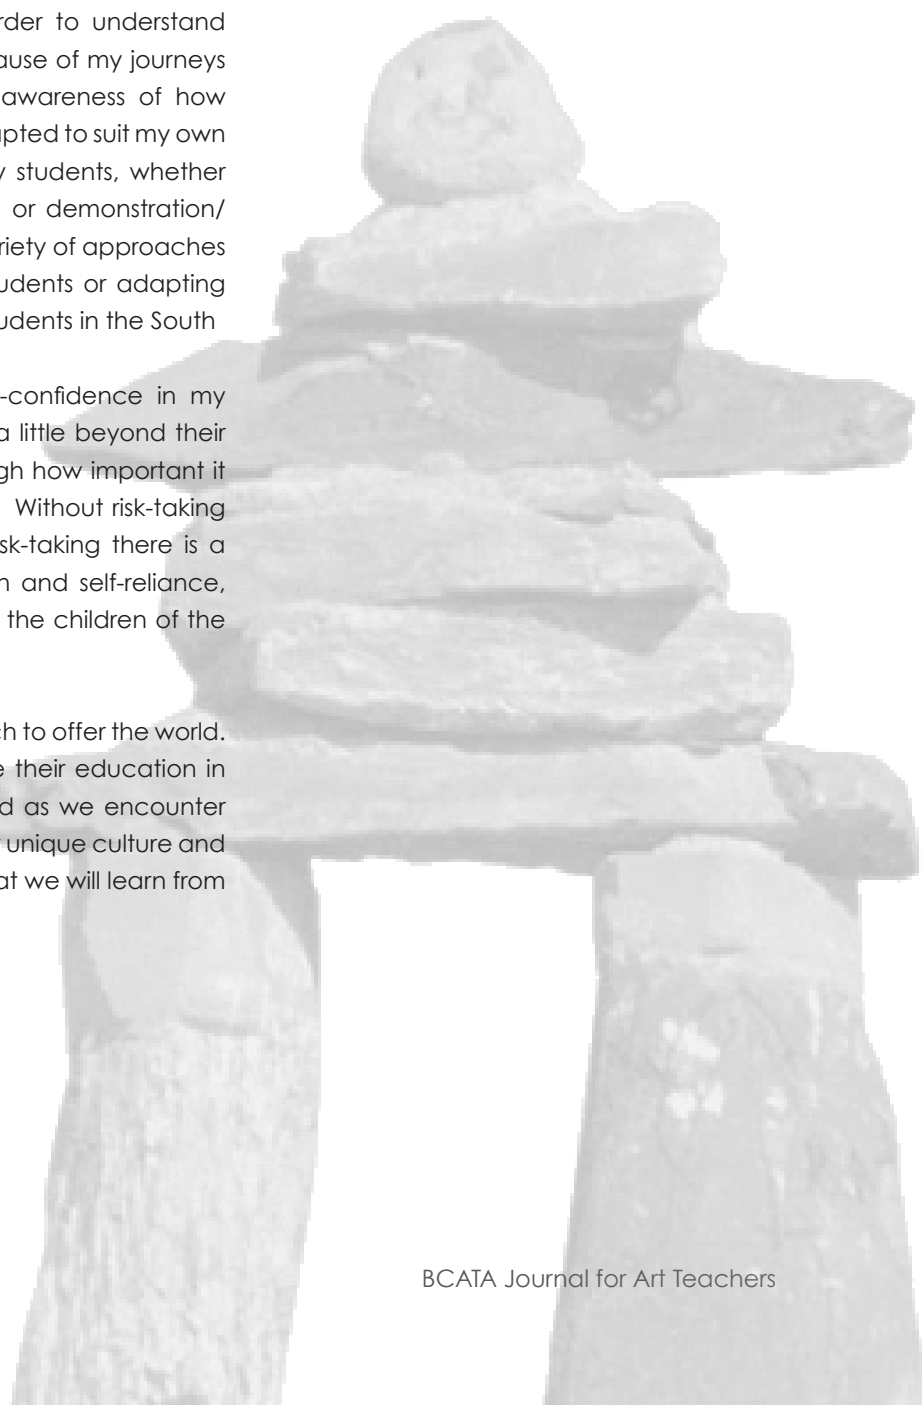 rder to understand
ause of my journeys
awareness of how
pted to suit my own
y students, whether
or demonstration/
riety of approaches
udents or adapting
udents in the South
-confidence in my
a little beyond their
gh how important it
Without risk-taking
sk-taking there is a
n and self-reliance,
the children of the
ch to offer the world.
e their education in
d as we encounter
unique culture and
at we will learn from
BCATA Journal for Art Teachers